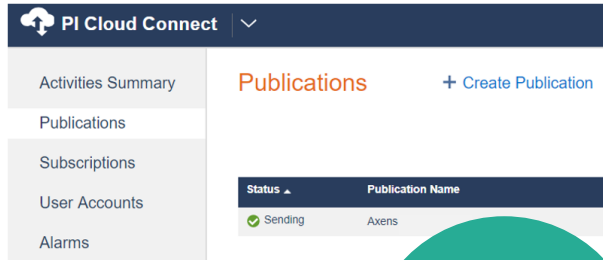 PI Cloud Connect
Activities Summary
Publications
Subscriptions
User Accounts
Alarms
Publications + Create Publication
Status Publication Name
Sending Axens